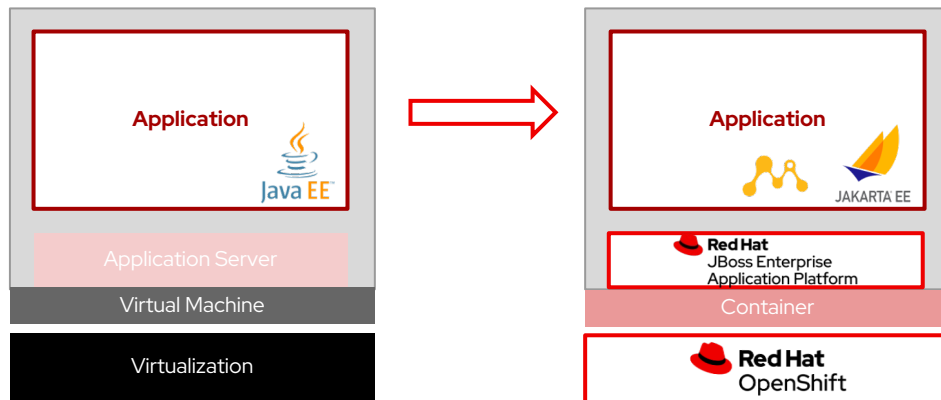 Application
Java EE™
Application Server
Virtual Machine
Virtualization
Application
JAKARTA EE
Red Hat
JBoss Enterprise
Application Platform
Container
Red Hat
OpenShift